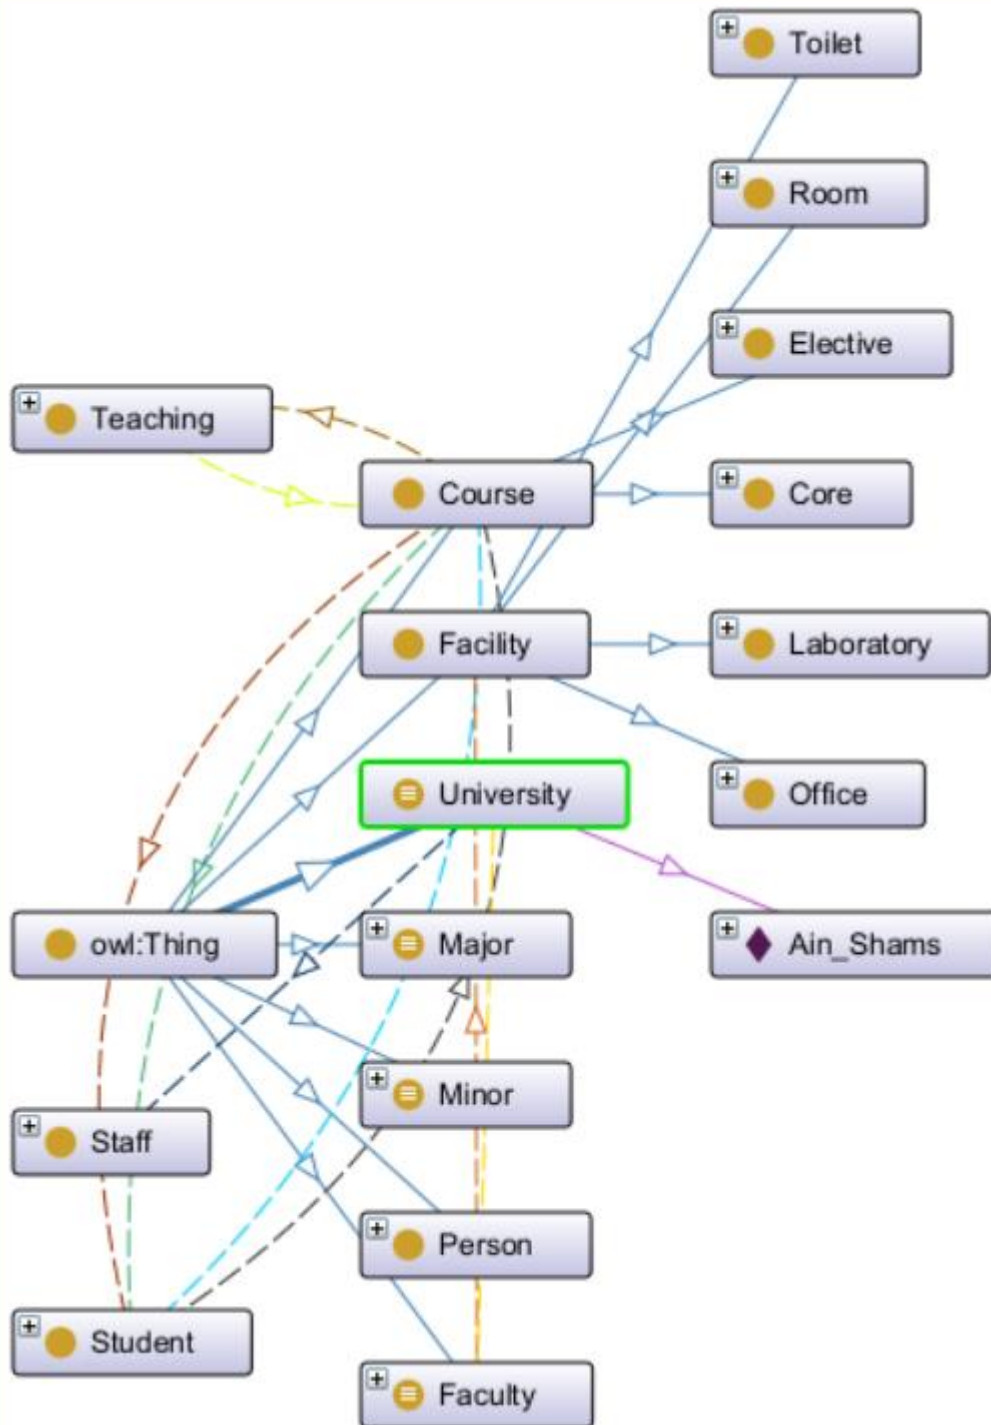 Toilet
Room
Elective
Teaching
Course
Core
Facility
Laboratory
University
Office
owl:Thing
Major
Ain_Shams
Minor
Staff
Person
Student
Faculty